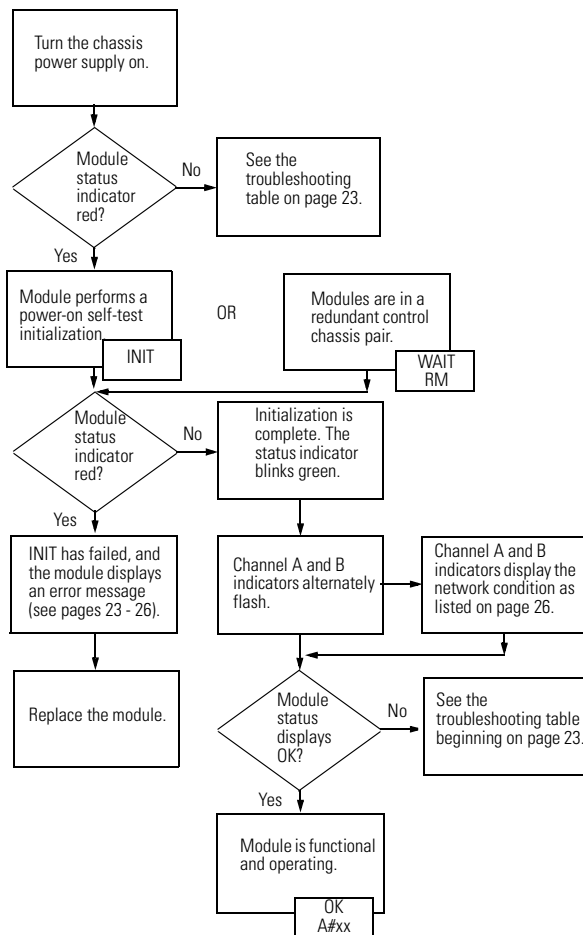 Turn the chassis
power supply on.
Module
status
indicator
red?
No
See the
troubleshooting
table on page 23.
Yes
Module performs a
power-on self-test
initialization.
INIT
OR
Modules are in a
redundant control
chassis pair.
WAIT
RM
Module
status
indicator
red?
No
Initialization is
complete. The
status indicator
blinks green.
Yes
INIT has failed, and
the module displays
an error message
(see pages 23 - 26).
Channel A and B
indicators alternately
flash.
Channel A and B
indicators display the
network condition as
listed on page 26.
Replace the module.
Module
status
displays
OK?
No
See the
troubleshooting table
beginning on page 23.
Yes
Module is functional
and operating.
OK
A#xx